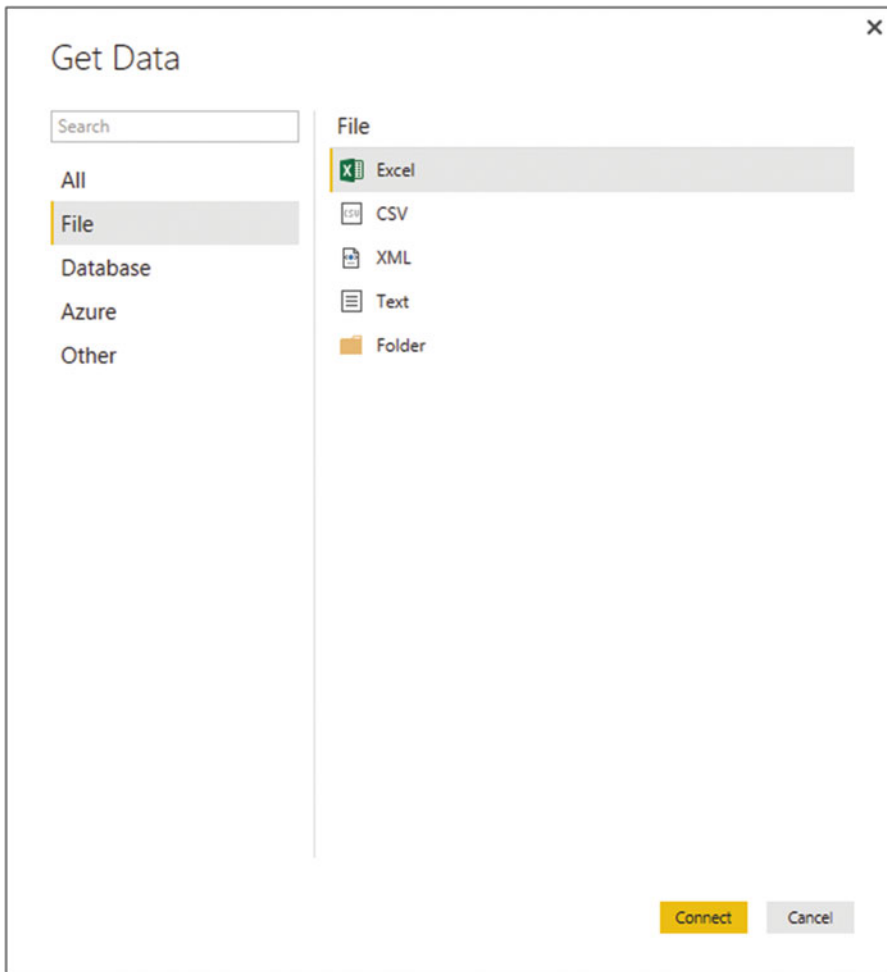 Get Data
Search
All
File
Database
Azure
Other
File
Excel
CSV
XML
Text
Folder
Connect
Cancel